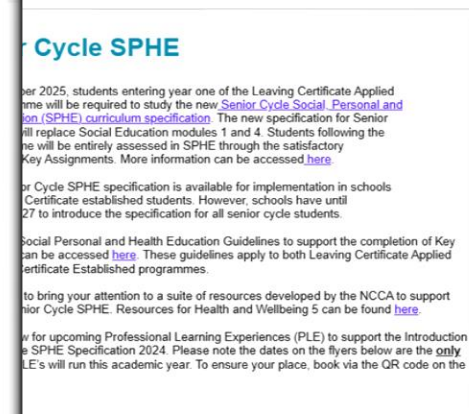 Cycle SPHE
2025, students entering year one of the Leaving Certificate Applied
will be required to study the new Senior Cycle Social, Personal and
(SPHE) curriculum specification. The new specification for Senior
will replace Social Education modules 1 and 4. Students following the
will be entirely assessed in SPHE through the satisfactory
Key Assignments. More information can be accessed here.
Cycle SPHE specification is available for implementation in schools
Certificate established students. However, schools have until
27 to introduce the specification for all senior cycle students.
Social Personal and Health Education Guidelines to support the completion of Key
can be accessed here. These guidelines apply to both Leaving Certificate Applied
Certificate Established programmes.
to bring your attention to a suite of resources developed by the NCCA to support
Cycle SPHE. Resources for Health and Wellbeing 5 can be found here.
for upcoming Professional Learning Experiences (PLE) to support the Introduction
SPHE Specification 2024. Please note the dates on the flyers below are the only
will run this academic year. To ensure your place, book via the QR code on the